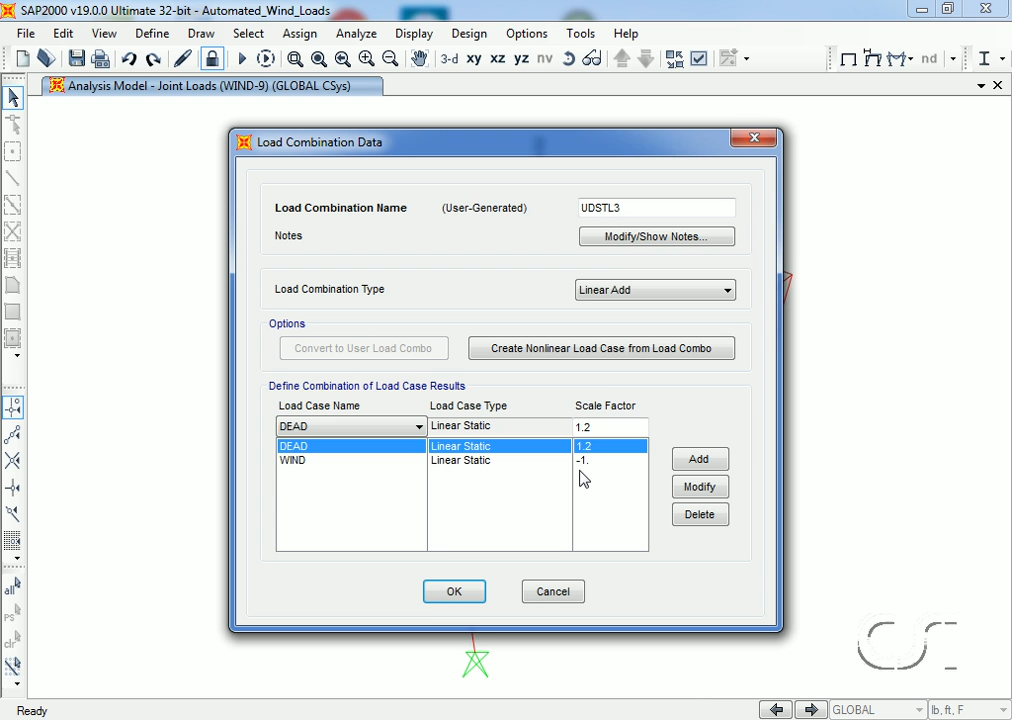 SAP2000 v19.0.0 Ultimate 32-bit - Automated_Wind_Loads
File Edit View Define Draw Select Assign Analyze Display Design Options Tools Help
3-d xy xz yz nv nd
Analysis Model - Joint Loads (WIND-9) (GLOBAL CSys)
Load Combination Data
Load Combination Name (User-Generated) UDSTL3
Notes Modify/Show Notes...
Load Combination Type Linear Add
Options
Convert to User Load Combo Create Nonlinear Load Case from Load Combo
Define Combination of Load Case Results
Load Case Name Load Case Type Scale Factor
DEAD Linear Static 1.2
DEAD Linear Static 1.2
WIND Linear Static -1.
Add
Modify
Delete
OK Cancel
all
PS
clr
CSI
Ready GLOBAL lb, ft, F